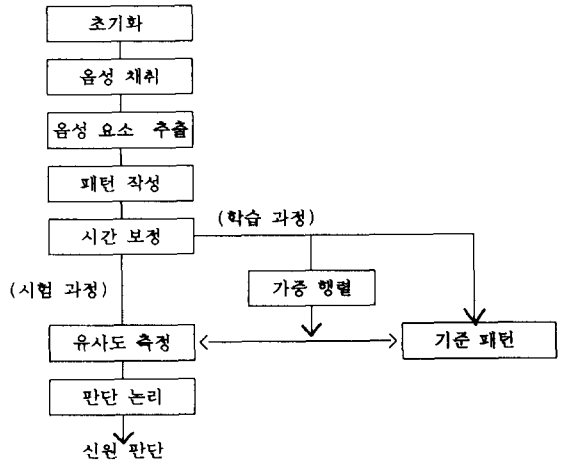 초기화
음성 채취
음성 요소 추출
패턴 작성
(학습 과정)
시간 보정
(시험 과정)
가중 행렬
유사도 측정
기준 패턴
판단 논리
신원 판단